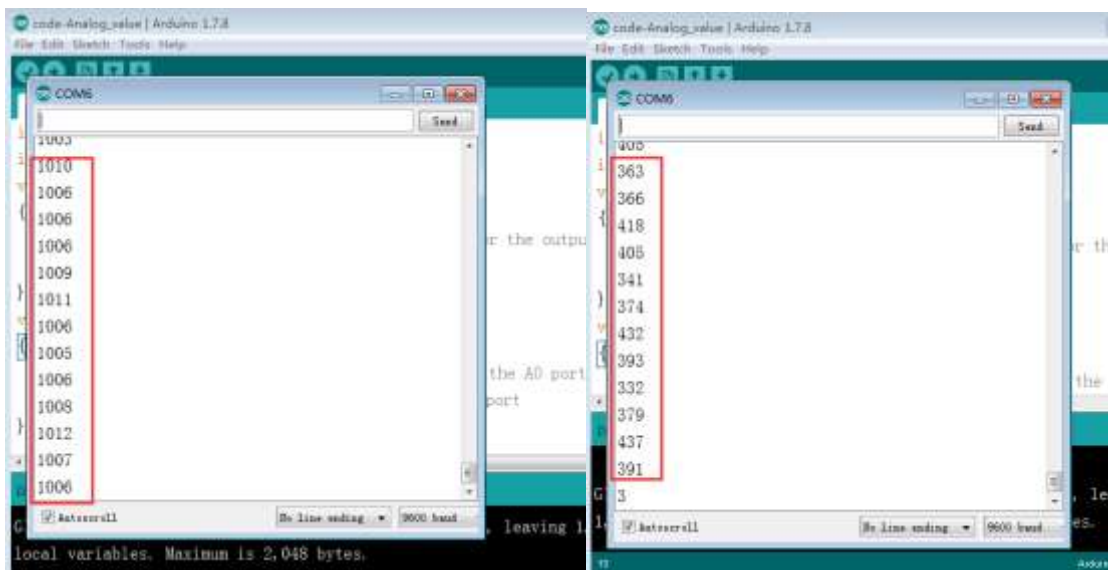 code-Analog_value | Arduino 1.7.8
File Edit Sketch Tools Help
COM6
Send
1003
1010
1006
1006
1006
1009
1011
1006
1005
1006
1008
1012
1007
1006
Autoscroll
No line ending
9600 baud
{
}
{
}
r the outpu
the A0 port
port
, leaving 1
local variables. Maximum is 2,048 bytes.
code-Analog_value | Arduino 1.7.8
File Edit Sketch Tools Help
COM6
Send
405
363
366
418
405
341
374
432
393
332
379
437
391
3
Autoscroll
No line ending
9600 baud
{
}
r th
the
, le
es.